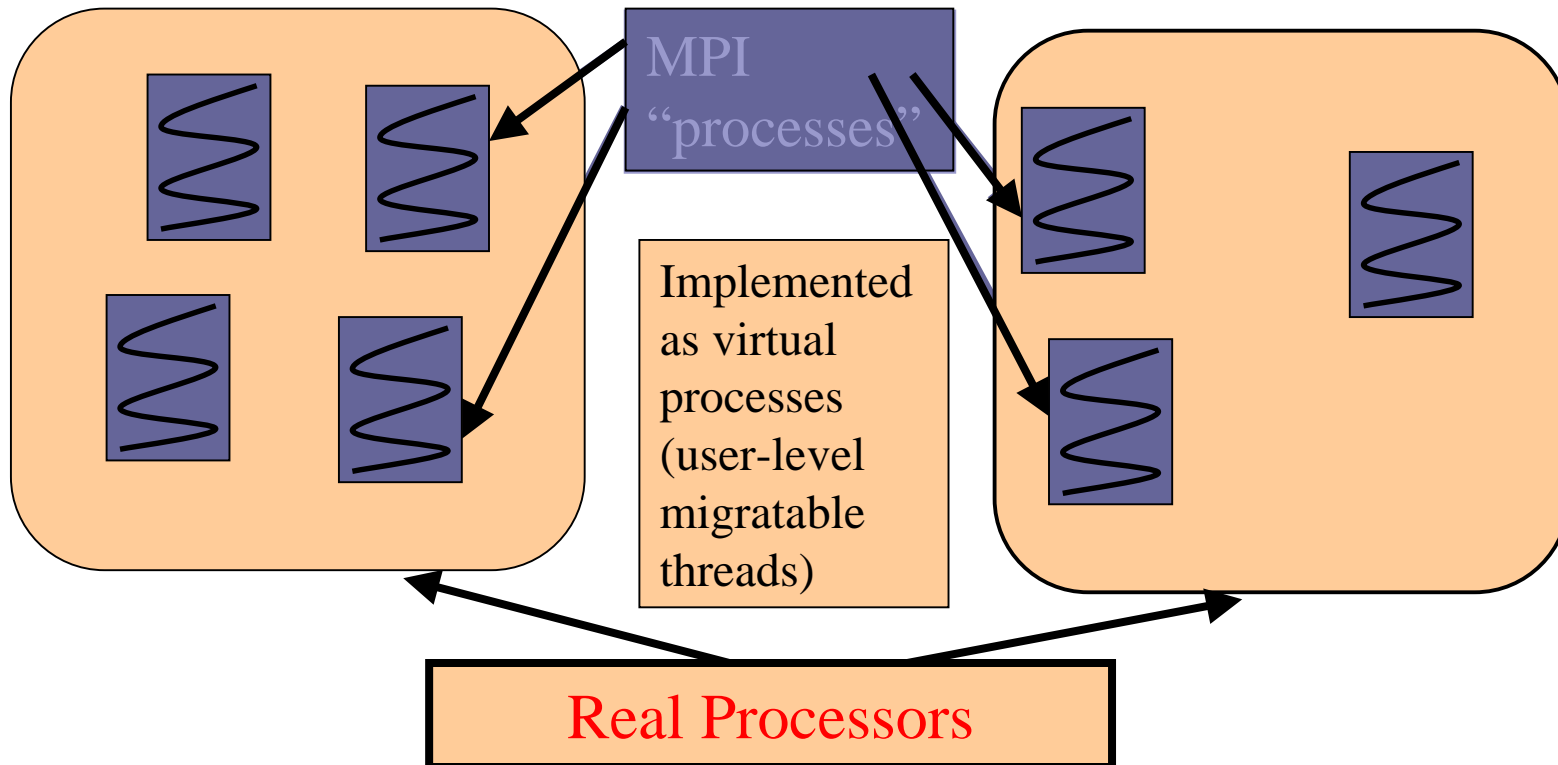 MPI
“processes”
Implemented
as virtual
processes
(user-level
migratable
threads)
Real Processors